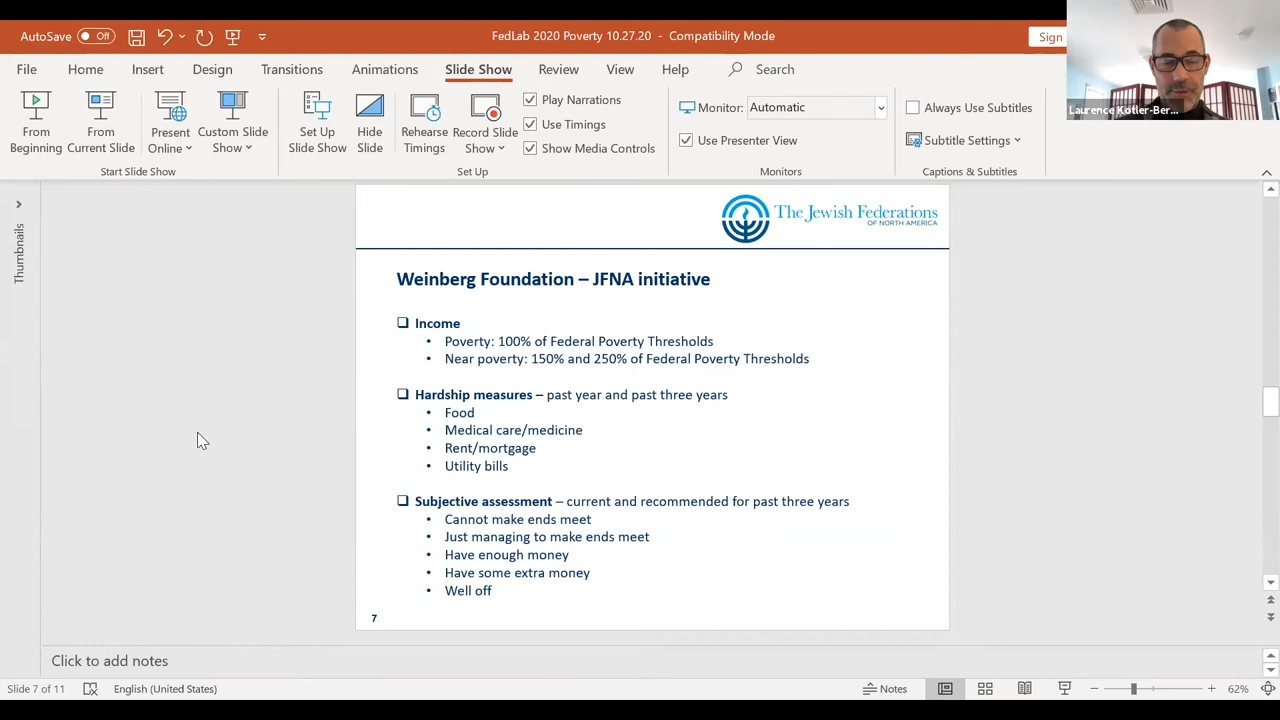 AutoSave Off
FedLab 2020 Poverty 10.27.20 - Compatibility Mode
Sign
Laurence Kotler-Ber...
File Home Insert Design Transitions Animations Slide Show Review View Help Search
From Beginning
From Current Slide
Present Online
Custom Slide Show
Start Slide Show
Set Up Slide Show
Hide Slide
Rehearse Timings
Record Slide Show
Play Narrations
Use Timings
Show Media Controls
Set Up
Monitor: Automatic
Use Presenter View
Monitors
Always Use Subtitles
Subtitle Settings
Captions & Subtitles
Thumbnails
The Jewish Federations
OF NORTH AMERICA
Weinberg Foundation – JFNA initiative
Income
• Poverty: 100% of Federal Poverty Thresholds
• Near poverty: 150% and 250% of Federal Poverty Thresholds
Hardship measures – past year and past three years
• Food
• Medical care/medicine
• Rent/mortgage
• Utility bills
Subjective assessment – current and recommended for past three years
• Cannot make ends meet
• Just managing to make ends meet
• Have enough money
• Have some extra money
• Well off
7
Click to add notes
Slide 7 of 11 English (United States) Notes 62%